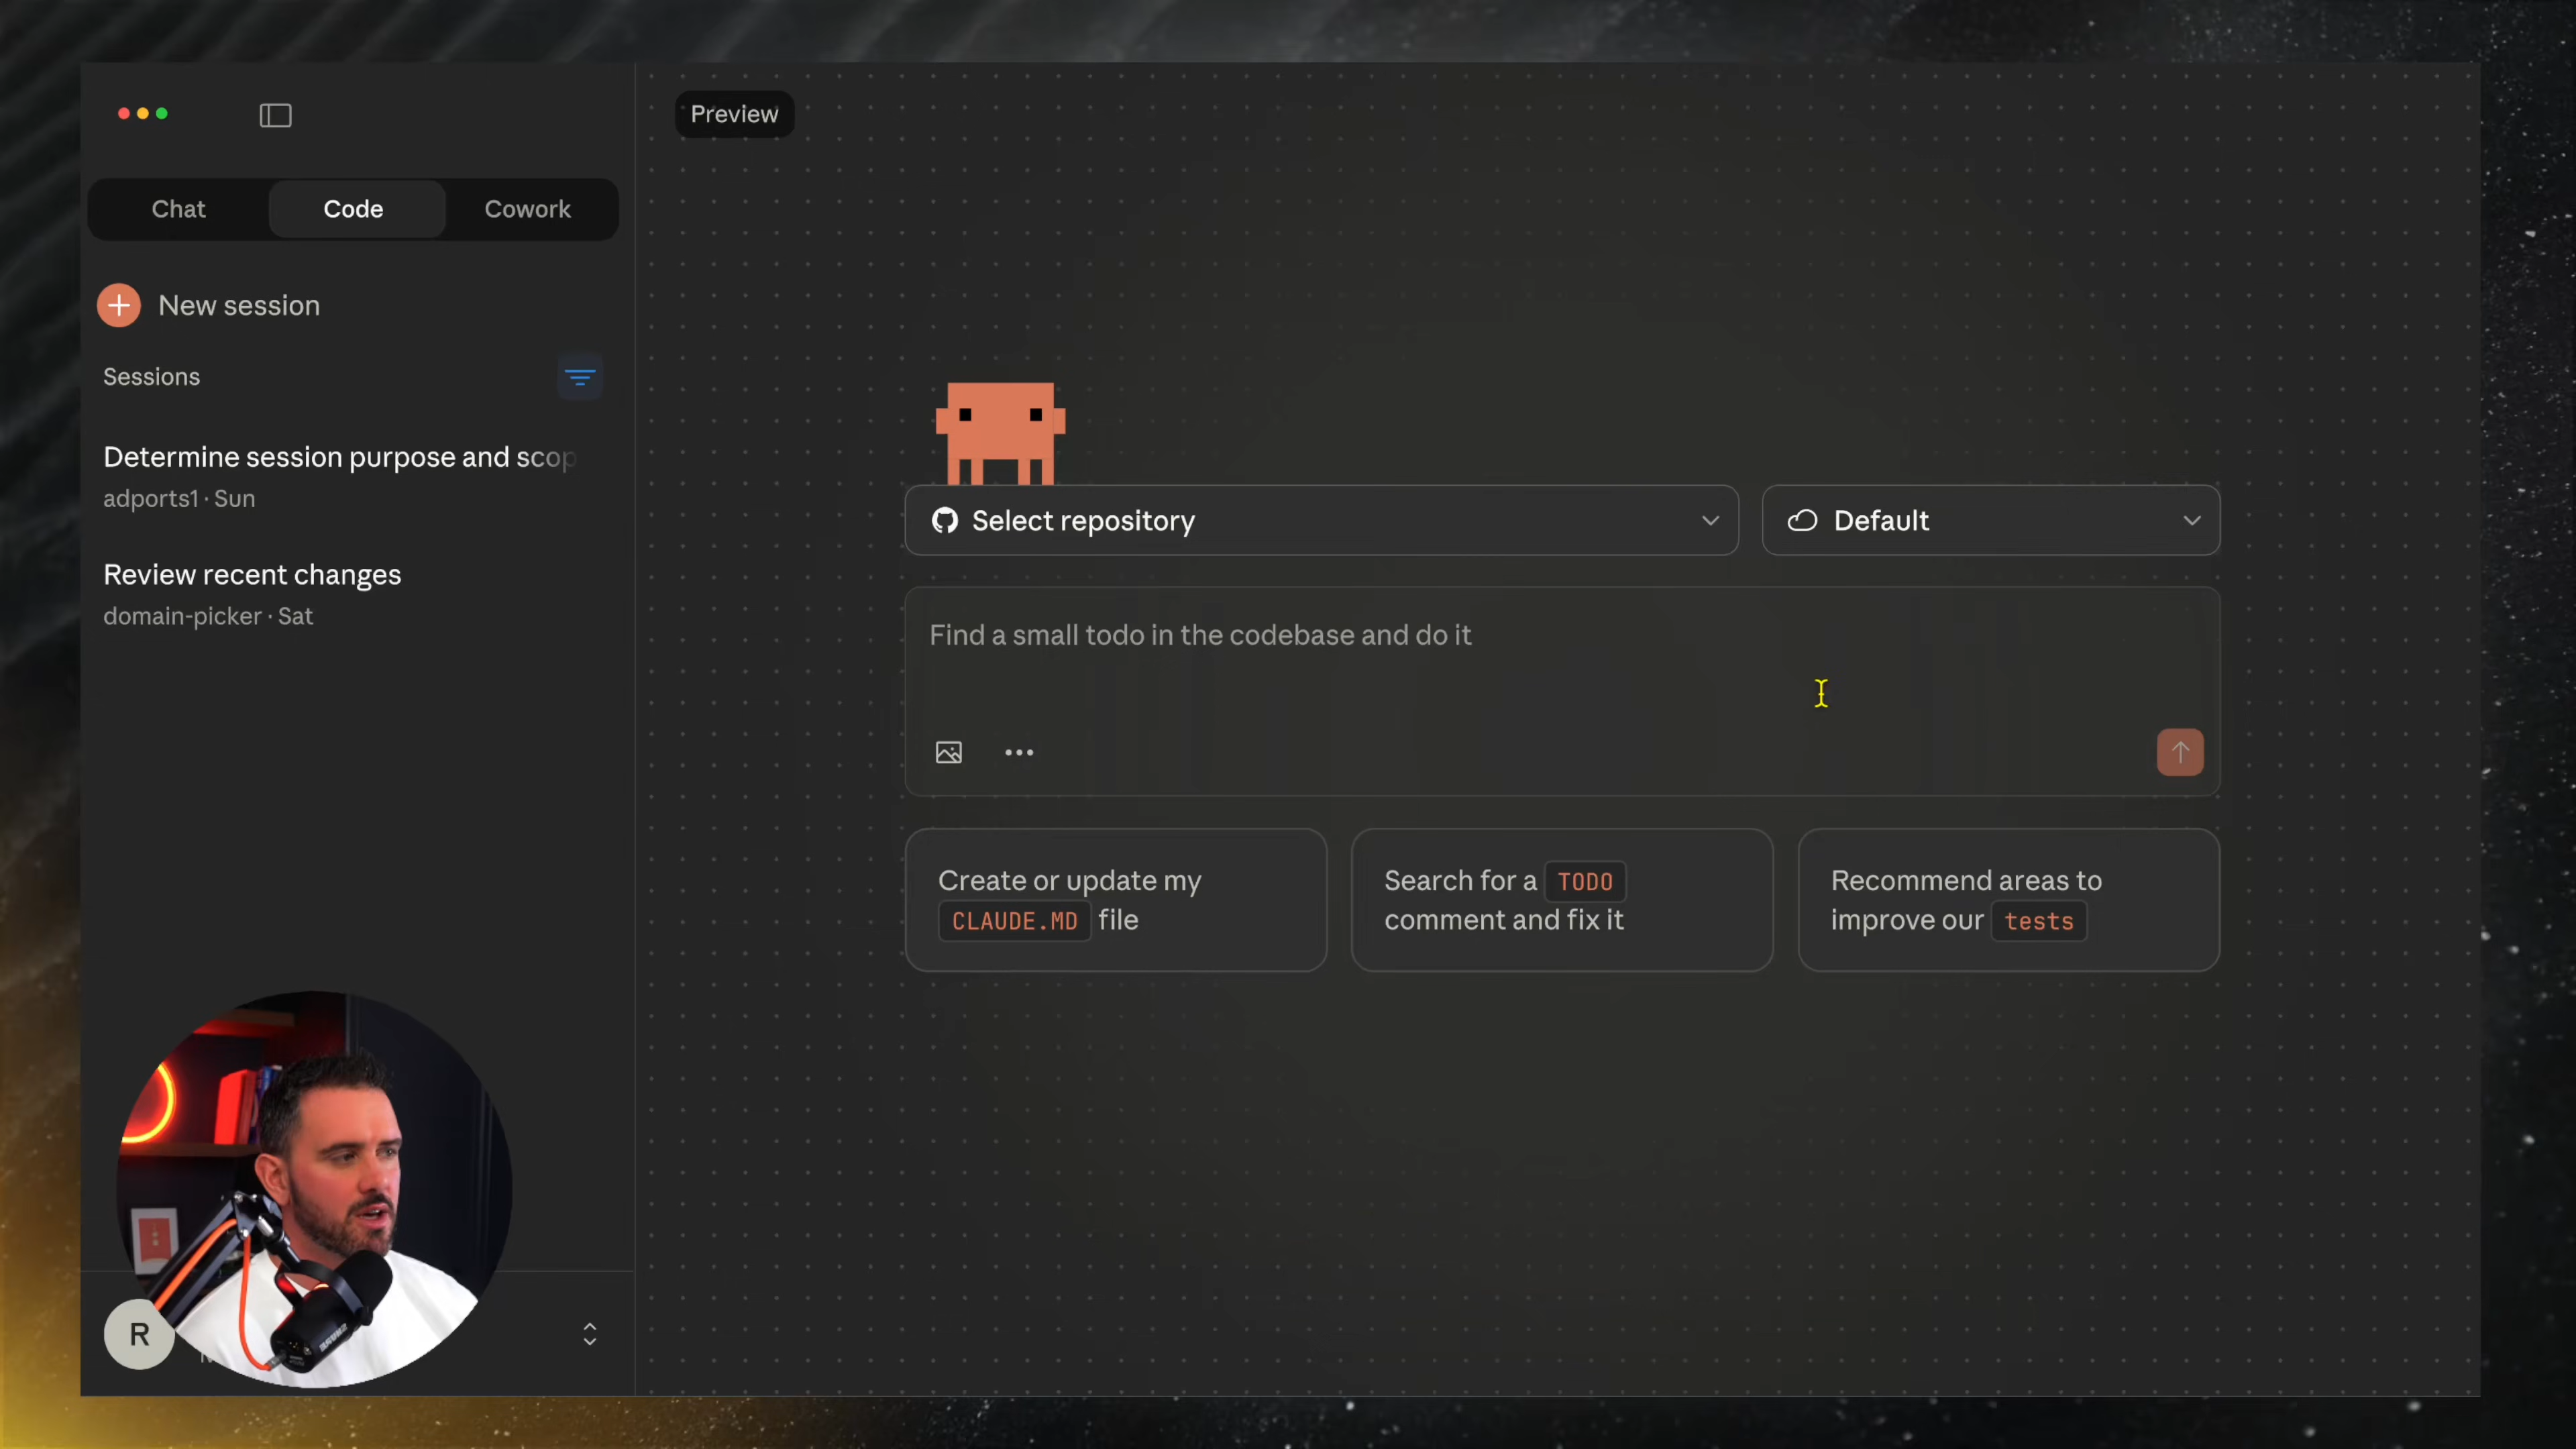 Preview
Chat
Code
Cowork
New session
Sessions
Determine session purpose and scop
adports1 · Sun
Review recent changes
domain-picker · Sat
Select repository
Default
Find a small todo in the codebase and do it
Create or update my
CLAUDE.MD file
Search for a TODO
comment and fix it
Recommend areas to
improve our tests
R